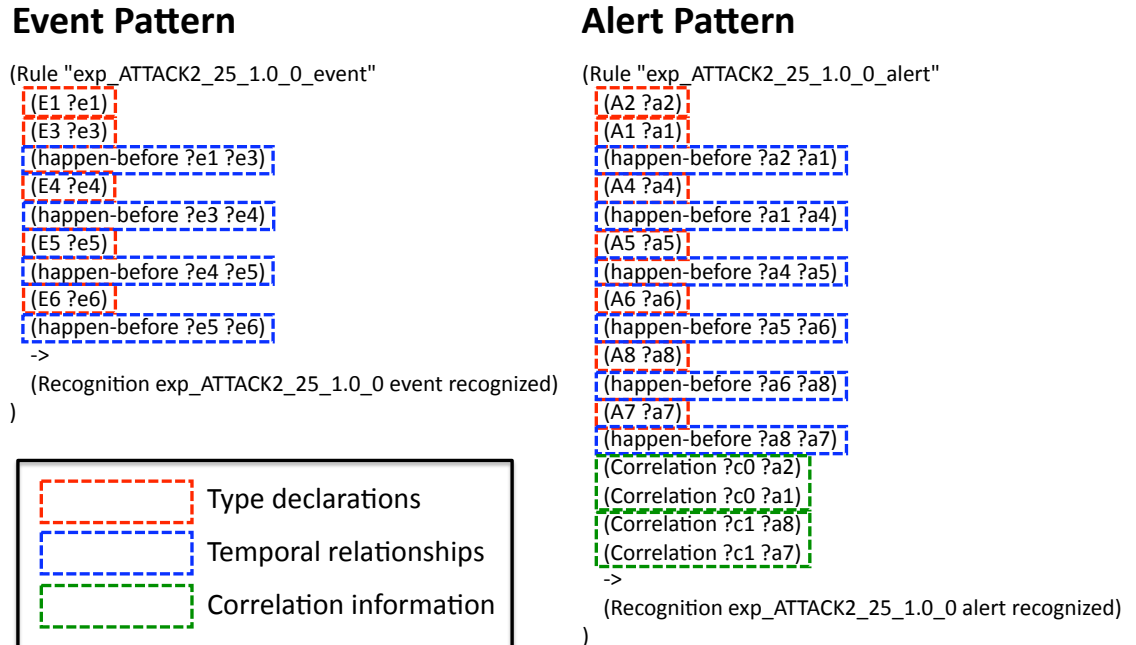 Event Pattern
(Rule "exp_ATTACK2_25_1.0_0_event"
(E1 ?e1)
(E3 ?e3)
(happen-before ?e1 ?e3)
(E4 ?e4)
(happen-before ?e3 ?e4)
(E5 ?e5)
(happen-before ?e4 ?e5)
(E6 ?e6)
(happen-before ?e5 ?e6)
->
(Recognition exp_ATTACK2_25_1.0_0 event recognized)
)
Type declarations
Temporal relationships
Correlation information
Alert Pattern
(Rule "exp_ATTACK2_25_1.0_0_alert"
(A2 ?a2)
(A1 ?a1)
(happen-before ?a2 ?a1)
(A4 ?a4)
(happen-before ?a1 ?a4)
(A5 ?a5)
(happen-before ?a4 ?a5)
(A6 ?a6)
(happen-before ?a5 ?a6)
(A8 ?a8)
(happen-before ?a6 ?a8)
(A7 ?a7)
(happen-before ?a8 ?a7)
(Correlation ?c0 ?a2)
(Correlation ?c0 ?a1)
(Correlation ?c1 ?a8)
(Correlation ?c1 ?a7)
->
(Recognition exp_ATTACK2_25_1.0_0 alert recognized)
)